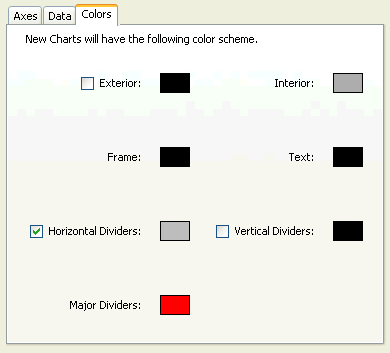 Axes Data Colors
New Charts will have the following color scheme.
Exterior: Interior:
Frame: Text:
Horizontal Dividers: Vertical Dividers:
Major Dividers: